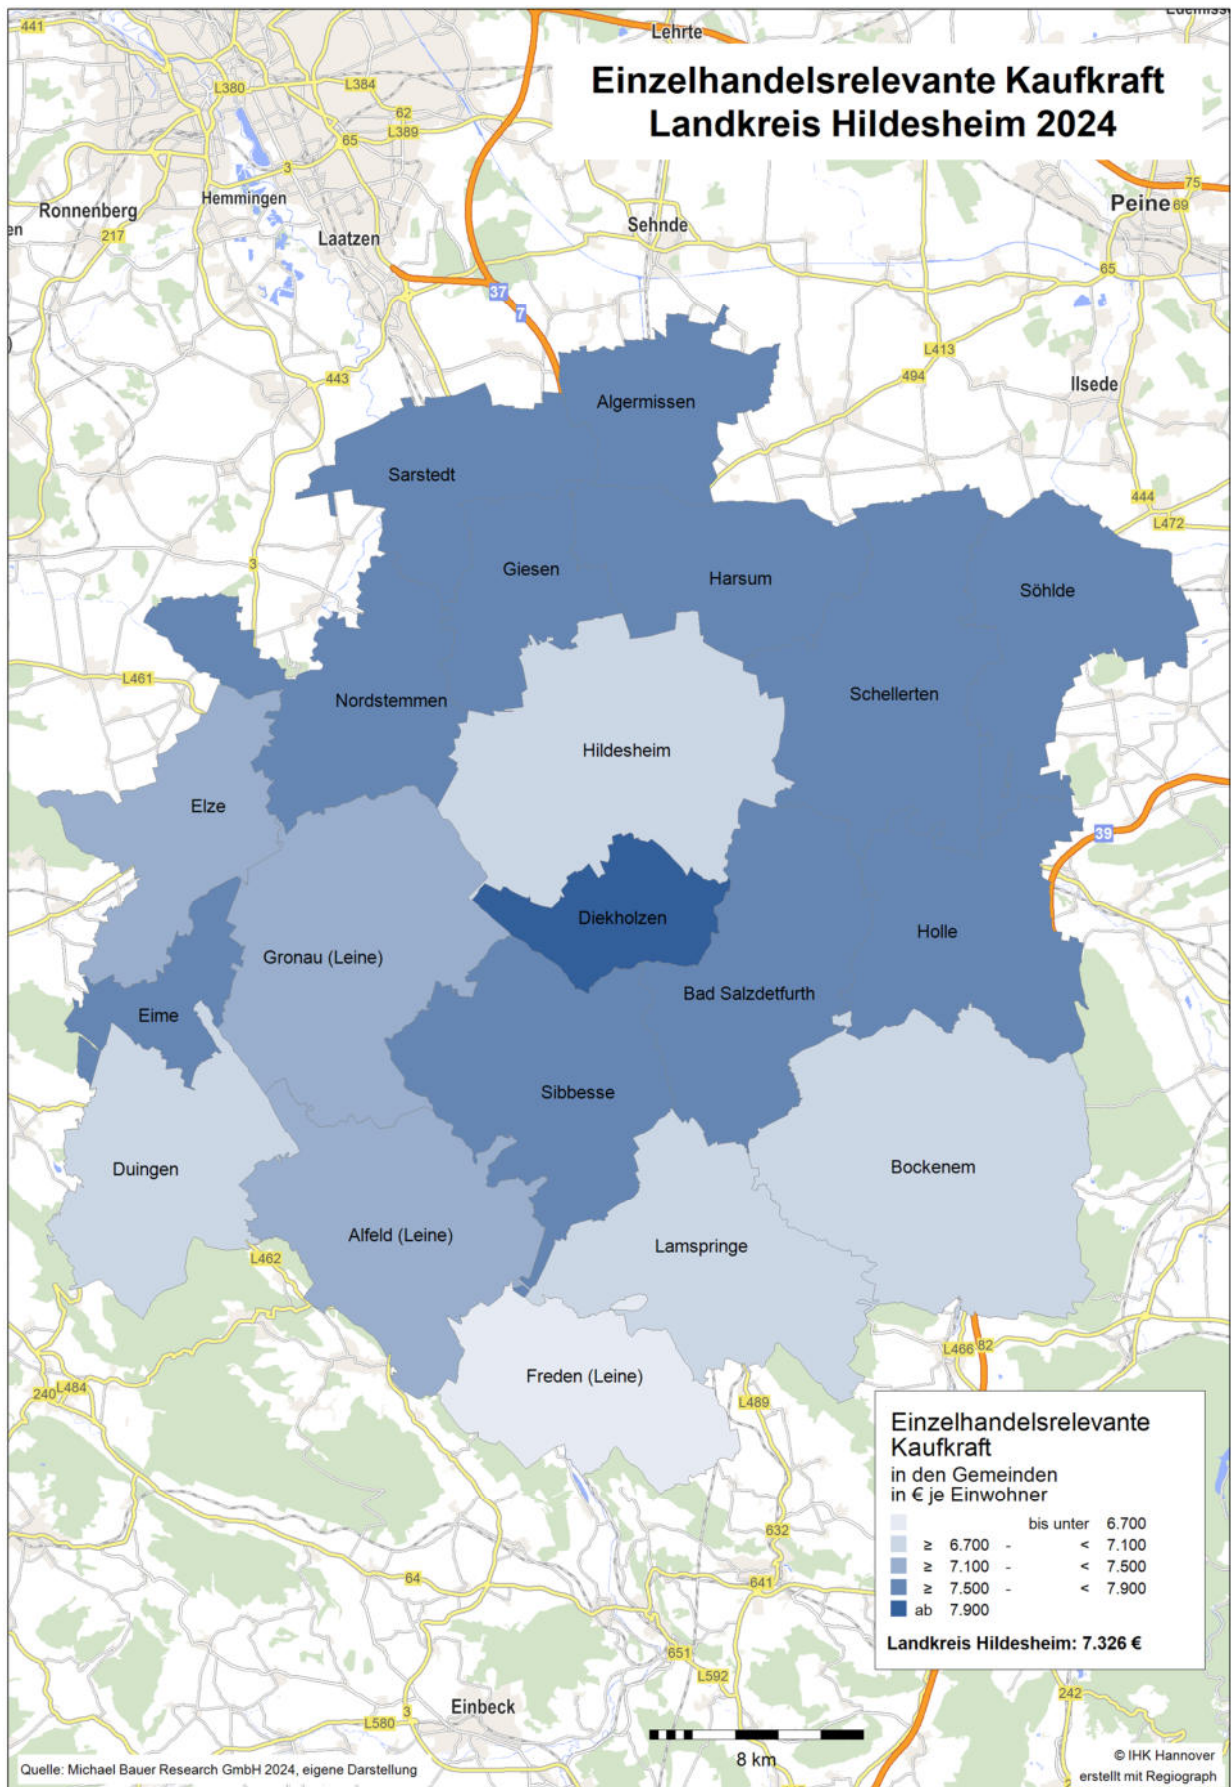 Edemiss
441
Lehrte
Einzelhandelsrelevante Kaufkraft
Landkreis Hildesheim 2024
L380
L384
62
65
L389
3
75
Hemmingen
Peine
69
Ronnenberg
en
217
Laatzen
Sehnde
65
37
7
L413
443
494
Ilsede
Algermissen
Sarstedt
444
L472
3
Giesen
Harsum
Söhlde
L461
Nordstemmen
Schellerten
Hildesheim
Elze
39
Diekholzen
Holle
Gronau (Leine)
Bad Salzdetfurth
Eime
Sibbesse
Duingen
Bockenem
Alfeld (Leine)
Lamspringe
L462
L466
82
Freden (Leine)
240
L484
L489
Einzelhandelsrelevante
Kaufkraft
in den Gemeinden
in € je Einwohner
bis unter 6.700
≥ 6.700 - < 7.100
≥ 7.100 - < 7.500
≥ 7.500 - < 7.900
ab 7.900
Landkreis Hildesheim: 7.326 €
632
64
641
651
L592
242
Einbeck
3
L580
8 km
Quelle: Michael Bauer Research GmbH 2024, eigene Darstellung
© IHK Hannover
erstellt mit Regiograph